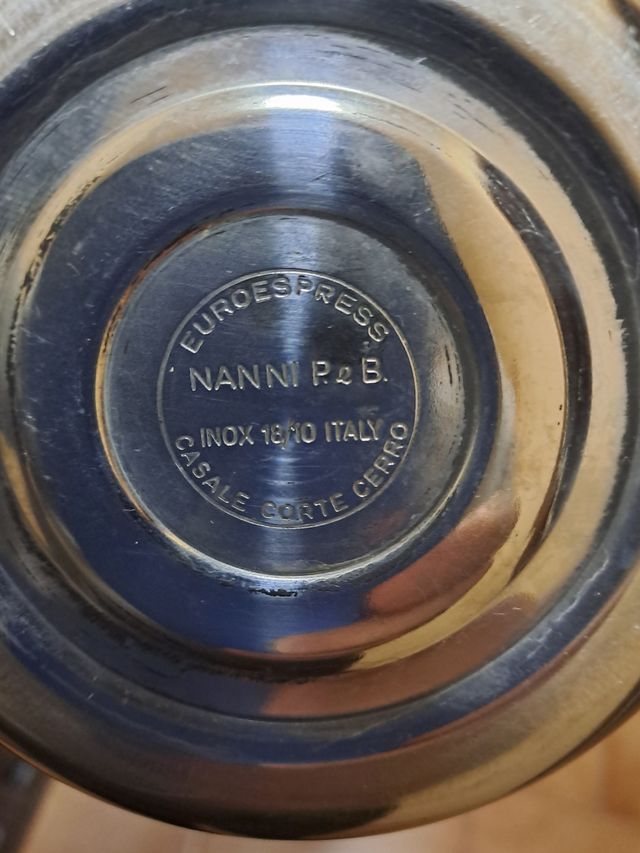 EUROESPRESS
NANNI P. e B.
INOX 18/10 ITALY
CASALE CORTE CERRO